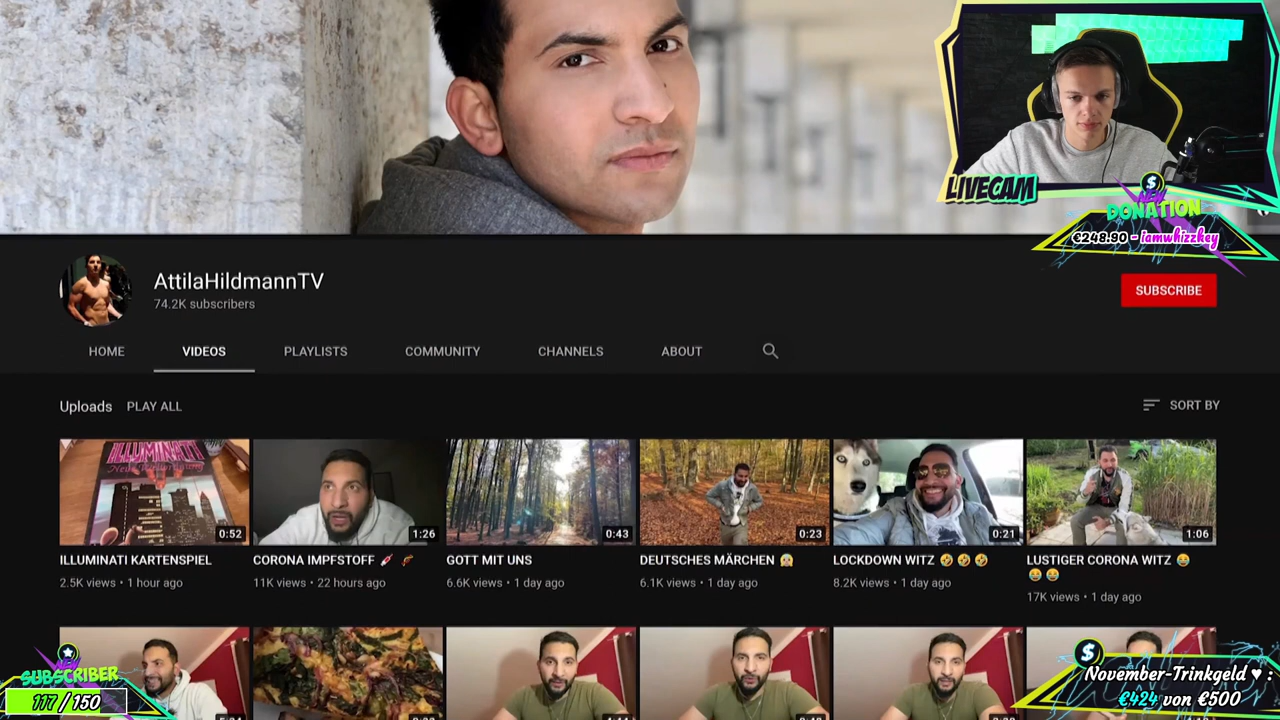 LIVECAM
NEW
DONATION
€248.90 - iamwhizzkey
AttilaHildmannTV
74.2K subscribers
SUBSCRIBE
HOME VIDEOS PLAYLISTS COMMUNITY CHANNELS ABOUT
Uploads PLAY ALL SORT BY
ILLUMINATI
0:52
ILLUMINATI KARTENSPIEL
2.5K views • 1 hour ago
1:26
CORONA IMPFSTOFF
11K views • 22 hours ago
0:43
GOTT MIT UNS
6.6K views • 1 day ago
0:23
DEUTSCHES MÄRCHEN
6.1K views • 1 day ago
0:21
LOCKDOWN WITZ 🤣 🤣 🤣
8.2K views • 1 day ago
1:06
LUSTIGER CORONA WITZ 😂
😂 😂
17K views • 1 day ago
NEW
SUBSCRIBER
117 / 150
November-Trinkgeld ♥ :
€424 von €500